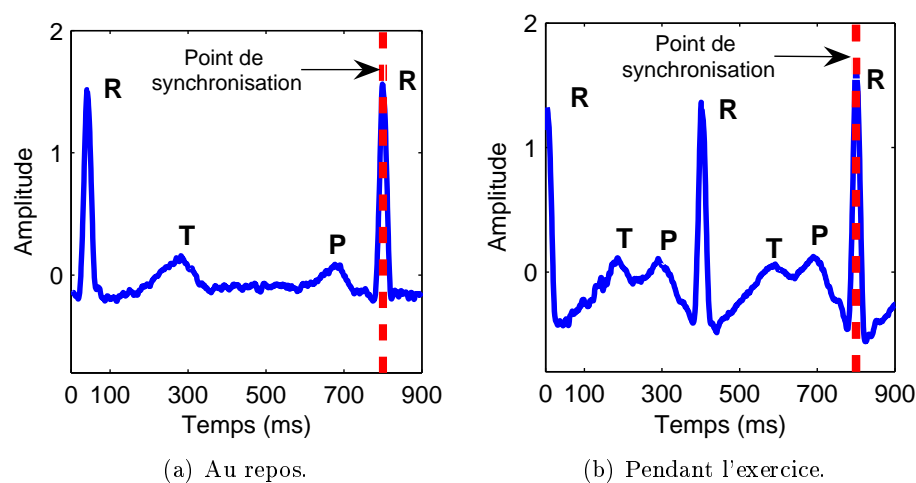 2
1
0
Amplitude
Point de
synchronisation
R
R
T
P
0 100 300 500 700 900
Temps (ms)
(a) Au repos.
2
1
0
Amplitude
Point de
synchronisation
R
R
R
T
P
T
P
0 100 300 500 700 900
Temps (ms)
(b) Pendant l'exercice.